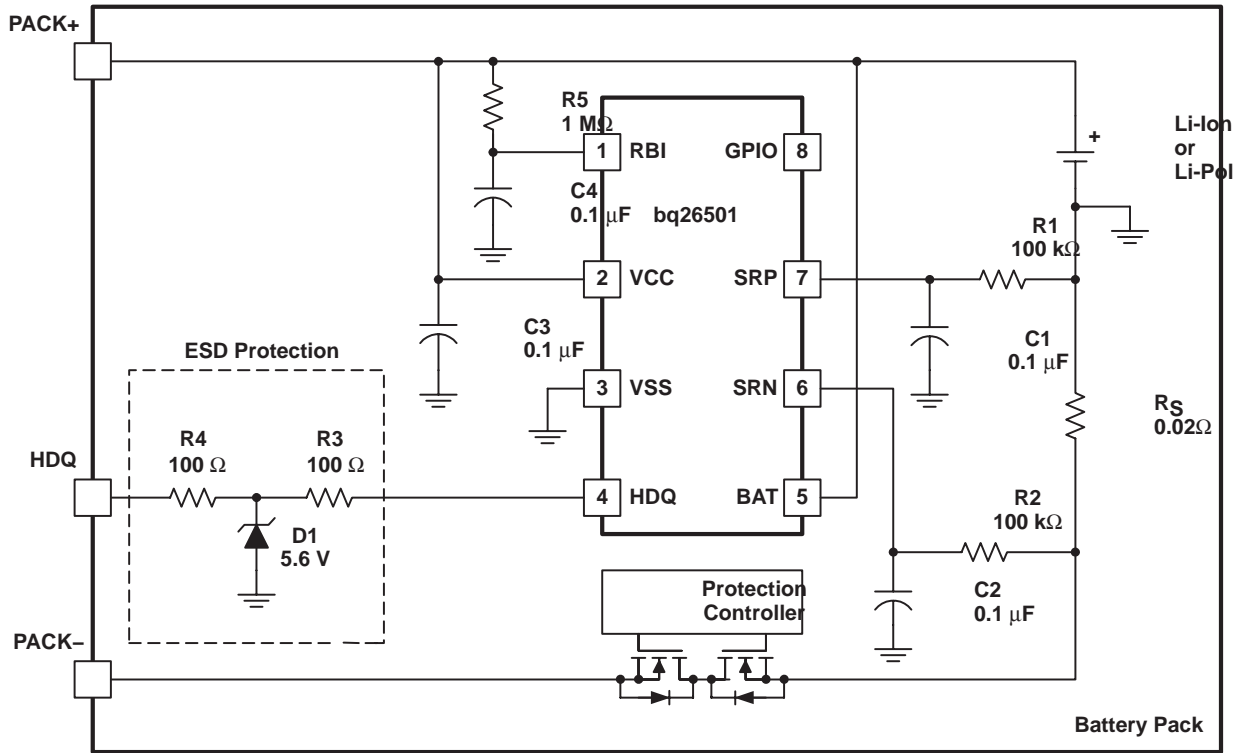 PACK+
R5
1 MΩ
1 RBI
GPIO 8
+
Li-Ion
or
Li-Pol
C4
0.1 μF
bq26501
R1
100 kΩ
2 VCC
SRP 7
C3
0.1 μF
C1
0.1 μF
ESD Protection
3 VSS
SRN 6
RS
0.02Ω
R4
100 Ω
R3
100 Ω
HDQ
4 HDQ
BAT 5
R2
100 kΩ
D1
5.6 V
Protection
Controller
C2
0.1 μF
PACK–
Battery Pack